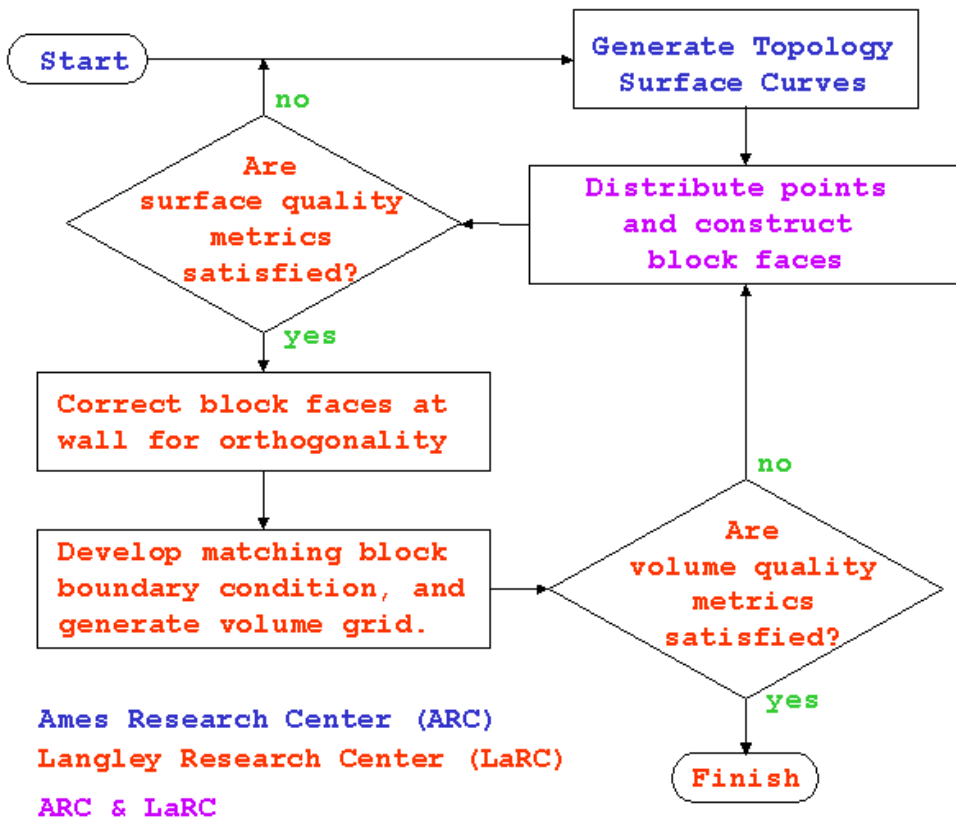 Start
Generate Topology
Surface Curves
no
Are
surface quality
metrics
satisfied?
Distribute points
and construct
block faces
yes
Correct block faces at
wall for orthogonality
no
Develop matching block
boundary condition, and
generate volume grid.
Are
volume quality
metrics
satisfied?
yes
Finish
Ames Research Center (ARC)
Langley Research Center (LaRC)
ARC & LaRC